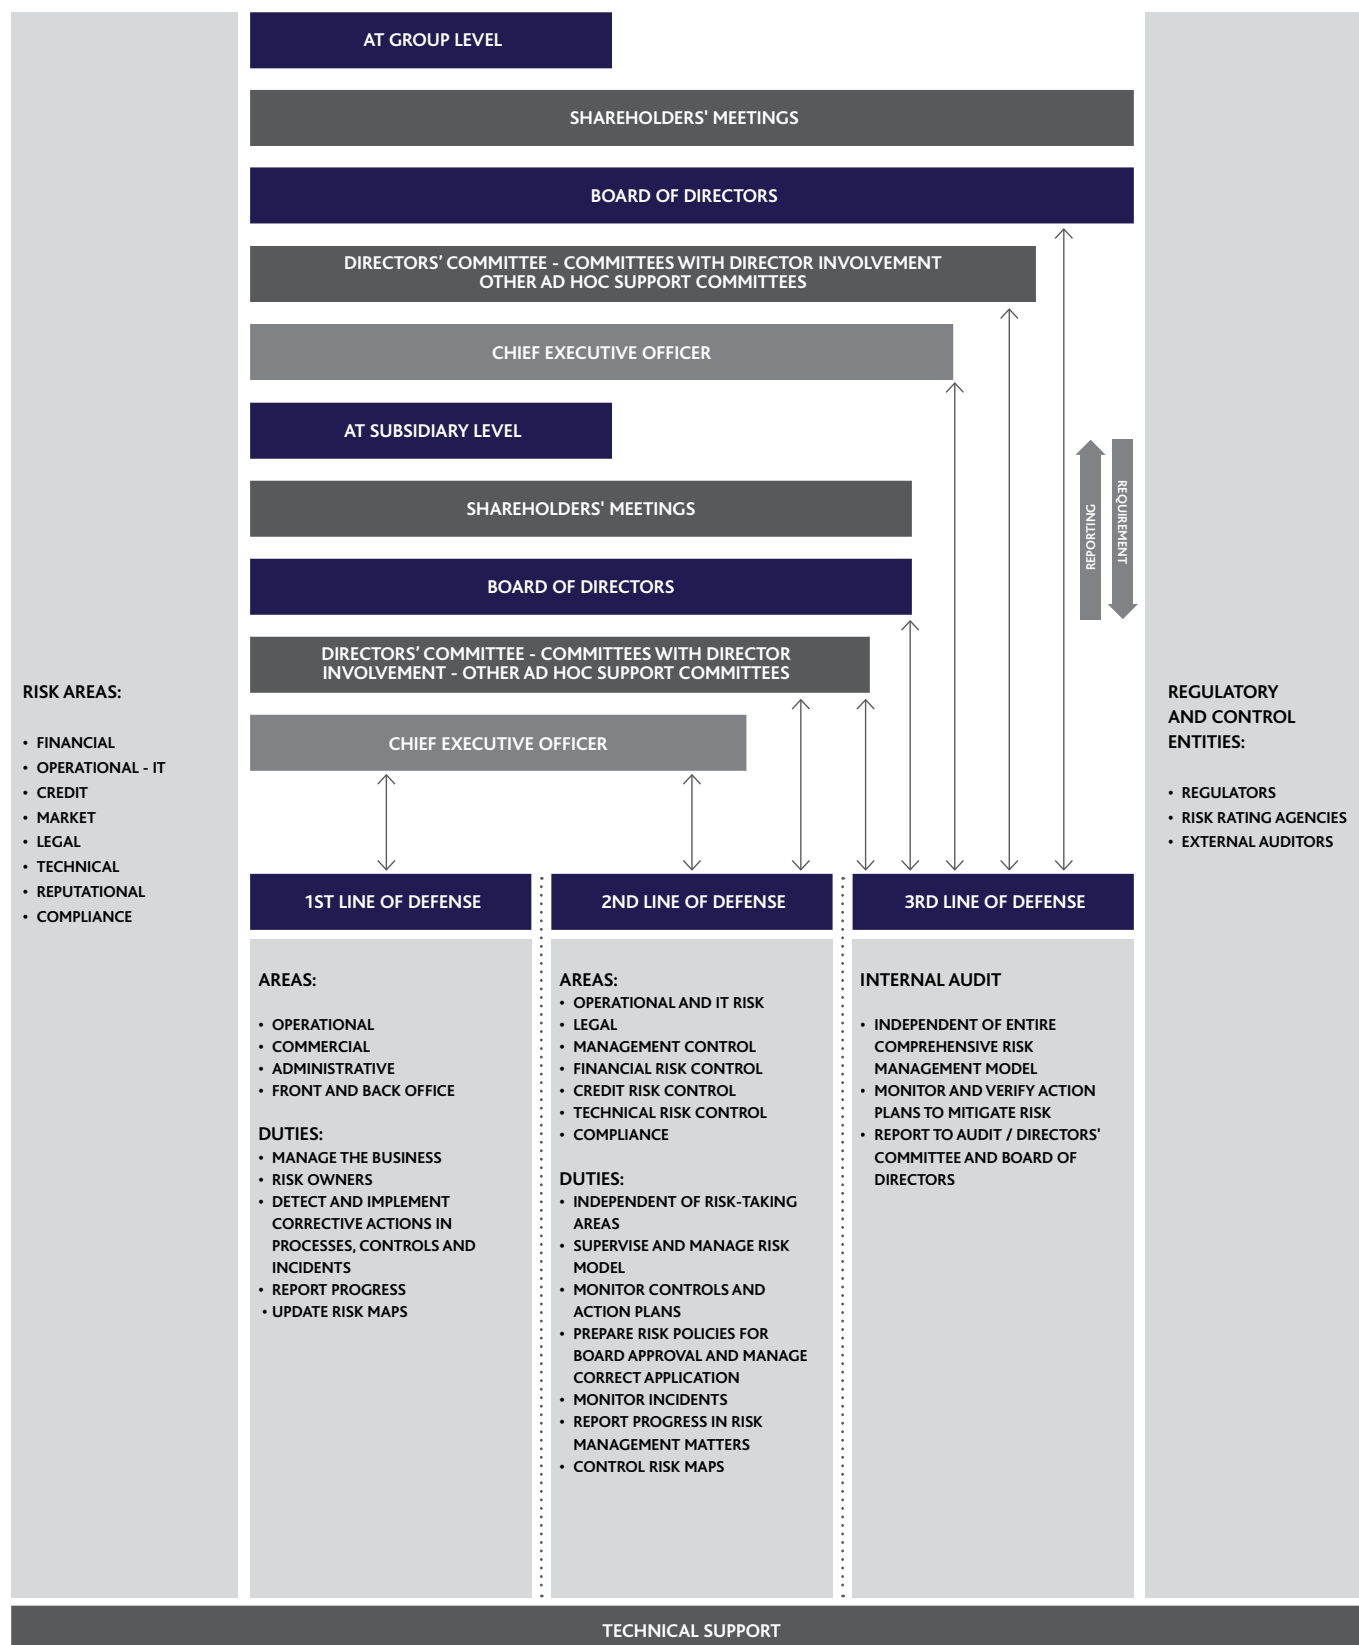 AT GROUP LEVEL
SHAREHOLDERS' MEETINGS
BOARD OF DIRECTORS
DIRECTORS’ COMMITTEE - COMMITTEES WITH DIRECTOR INVOLVEMENT
OTHER AD HOC SUPPORT COMMITTEES
CHIEF EXECUTIVE OFFICER
AT SUBSIDIARY LEVEL
SHAREHOLDERS' MEETINGS
BOARD OF DIRECTORS
DIRECTORS’ COMMITTEE - COMMITTEES WITH DIRECTOR
INVOLVEMENT - OTHER AD HOC SUPPORT COMMITTEES
CHIEF EXECUTIVE OFFICER
REPORTING
REQUIREMENT
RISK AREAS:
• FINANCIAL
• OPERATIONAL - IT
• CREDIT
• MARKET
• LEGAL
• TECHNICAL
• REPUTATIONAL
• COMPLIANCE
REGULATORY
AND CONTROL
ENTITIES:
• REGULATORS
• RISK RATING AGENCIES
• EXTERNAL AUDITORS
1ST LINE OF DEFENSE
AREAS:
• OPERATIONAL
• COMMERCIAL
• ADMINISTRATIVE
• FRONT AND BACK OFFICE
DUTIES:
• MANAGE THE BUSINESS
• RISK OWNERS
• DETECT AND IMPLEMENT
CORRECTIVE ACTIONS IN
PROCESSES, CONTROLS AND
INCIDENTS
• REPORT PROGRESS
• UPDATE RISK MAPS
2ND LINE OF DEFENSE
AREAS:
• OPERATIONAL AND IT RISK
• LEGAL
• MANAGEMENT CONTROL
• FINANCIAL RISK CONTROL
• CREDIT RISK CONTROL
• TECHNICAL RISK CONTROL
• COMPLIANCE
DUTIES:
• INDEPENDENT OF RISK-TAKING
AREAS
• SUPERVISE AND MANAGE RISK
MODEL
• MONITOR CONTROLS AND
ACTION PLANS
• PREPARE RISK POLICIES FOR
BOARD APPROVAL AND MANAGE
CORRECT APPLICATION
• MONITOR INCIDENTS
• REPORT PROGRESS IN RISK
MANAGEMENT MATTERS
• CONTROL RISK MAPS
3RD LINE OF DEFENSE
INTERNAL AUDIT
• INDEPENDENT OF ENTIRE
COMPREHENSIVE RISK
MANAGEMENT MODEL
• MONITOR AND VERIFY ACTION
PLANS TO MITIGATE RISK
• REPORT TO AUDIT / DIRECTORS'
COMMITTEE AND BOARD OF
DIRECTORS
TECHNICAL SUPPORT